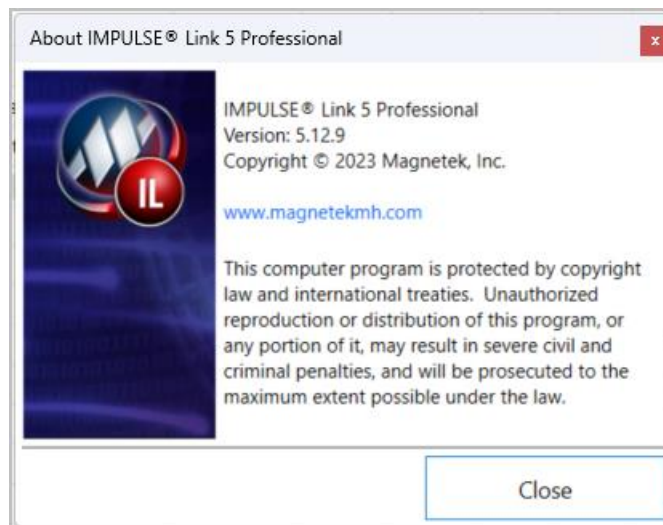 About IMPULSE® Link 5 Professional
x
IL
IMPULSE® Link 5 Professional
Version: 5.12.9
Copyright © 2023 Magnetek, Inc.
www.magnetekmh.com
This computer program is protected by copyright
law and international treaties.  Unauthorized
reproduction or distribution of this program, or
any portion of it, may result in severe civil and
criminal penalties, and will be prosecuted to the
maximum extent possible under the law.
Close